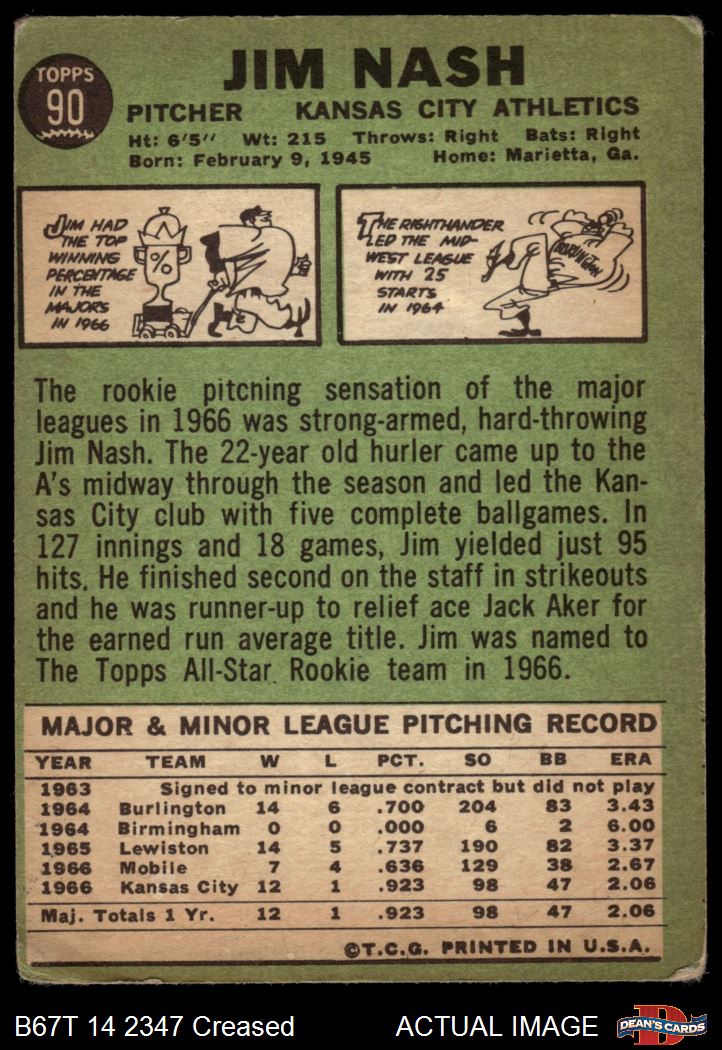 TOPPS
90
JIM NASH
PITCHER KANSAS CITY ATHLETICS
Ht: 6'5" Wt: 215 Throws: Right Bats: Right
Born: February 9, 1945 Home: Marietta, Ga.
JIM HAD
THE TOP
WINNING
PERCENTAGE
IN THE
MAJORS
IN 1966
%
THE RIGHTHANDER
LED THE MID-
WEST LEAGUE
WITH 25
STARTS
IN 1964
BURLINGTON
The rookie pitcning sensation of the major
leagues in 1966 was strong-armed, hard-throwing
Jim Nash. The 22-year old hurler came up to the
A's midway through the season and led the Kan-
sas City club with five complete ballgames. In
127 innings and 18 games, Jim yielded just 95
hits. He finished second on the staff in strikeouts
and he was runner-up to relief ace Jack Aker for
the earned run average title. Jim was named to
The Topps All-Star Rookie team in 1966.
MAJOR & MINOR LEAGUE PITCHING RECORD
YEAR TEAM W L PCT. SO BB ERA
1963 Signed to minor league contract but did not play
1964 Burlington 14 6 .700 204 83 3.43
1964 Birmingham 0 0 .000 6 2 6.00
1965 Lewiston 14 5 .737 190 82 3.37
1966 Mobile 7 4 .636 129 38 2.67
1966 Kansas City 12 1 .923 98 47 2.06
Maj. Totals 1 Yr. 12 1 .923 98 47 2.06
©T.C.G. PRINTED IN U.S.A.
B67T 14 2347 Creased ACTUAL IMAGE
D
DEAN'S CARDS